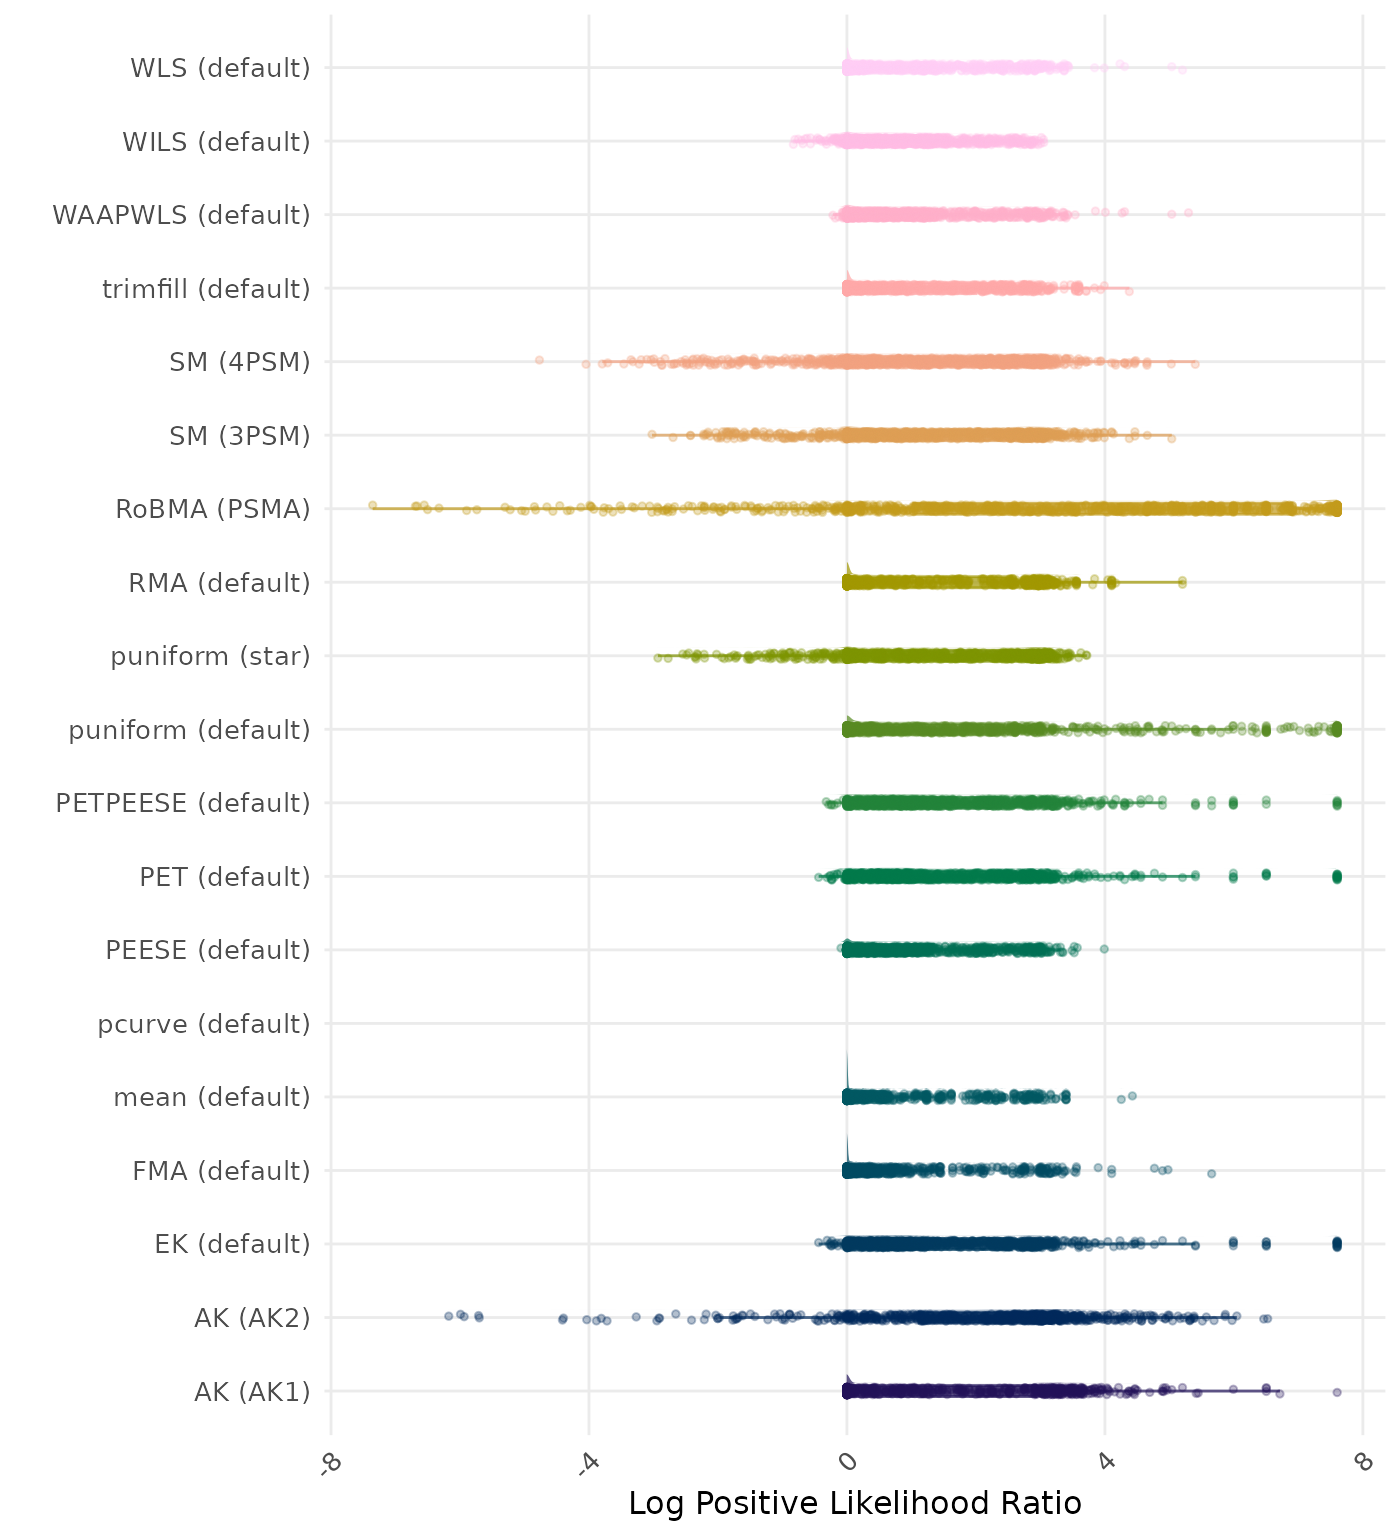 WLS (default)
WILS (default)
WAAPWLS (default)
trimfill (default)
SM (4PSM)
SM (3PSM)
RoBMA (PSMA)
RMA (default)
puniform (star)
puniform (default)
PETPEESE (default)
PET (default)
PEESE (default)
pcurve (default)
mean (default)
FMA (default)
EK (default)
AK (AK2)
AK (AK1)
-8 -4 0 4 8
Log Positive Likelihood Ratio